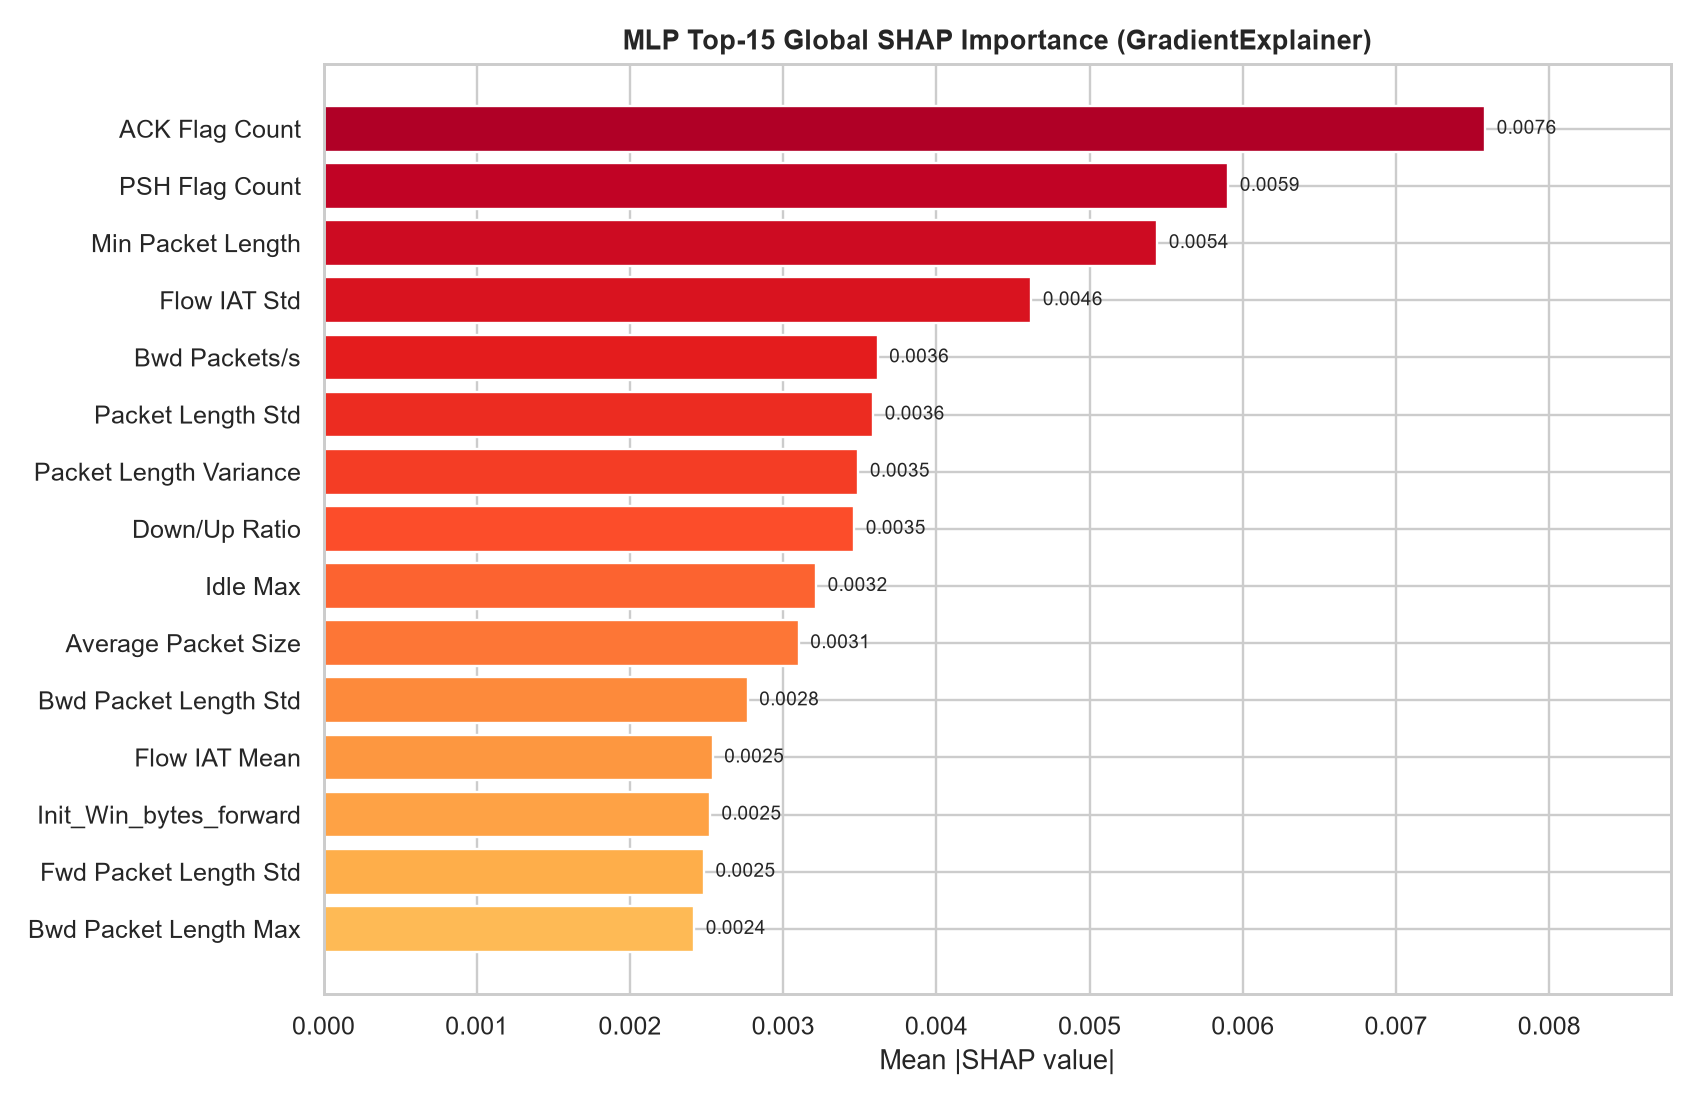 MLP Top-15 Global SHAP Importance (GradientExplainer)
ACK Flag Count 0.0076
PSH Flag Count 0.0059
Min Packet Length 0.0054
Flow IAT Std 0.0046
Bwd Packets/s 0.0036
Packet Length Std 0.0036
Packet Length Variance 0.0035
Down/Up Ratio 0.0035
Idle Max 0.0032
Average Packet Size 0.0031
Bwd Packet Length Std 0.0028
Flow IAT Mean 0.0025
Init_Win_bytes_forward 0.0025
Fwd Packet Length Std 0.0025
Bwd Packet Length Max 0.0024
0.000 0.001 0.002 0.003 0.004 0.005 0.006 0.007 0.008
Mean |SHAP value|